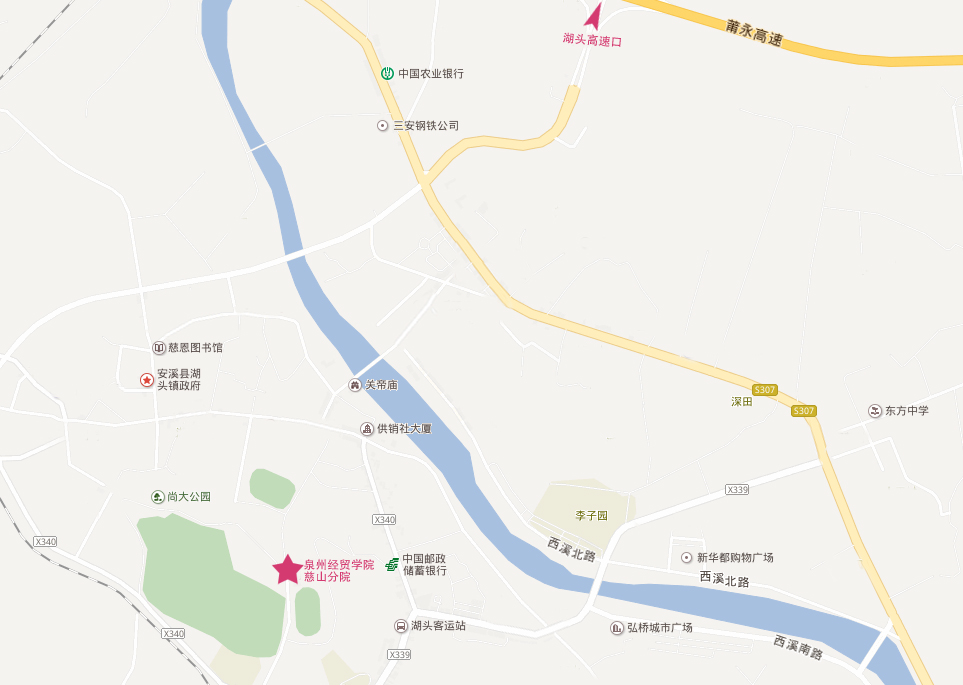 莆永高速
湖头高速口
中国农业银行
三安钢铁公司
慈恩图书馆
安溪县湖
头镇政府
关帝庙
S307
深田
S307
东方中学
供销社大厦
尚大公园
X339
X340
李子园
X340
西溪北路
新华都购物广场
泉州经贸学院
慈山分院
中国邮政
储蓄银行
西溪北路
X340
湖头客运站
弘桥城市广场
西溪南路
X339